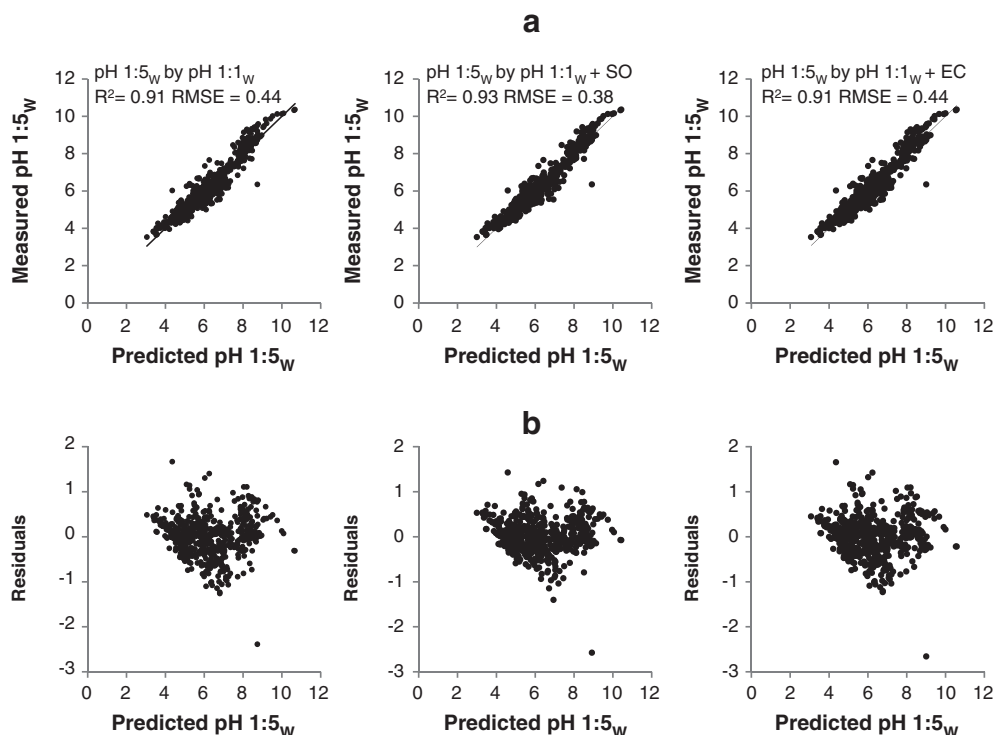 a
pH 1:5W by pH 1:1W
R²= 0.91 RMSE = 0.44
Measured pH 1:5W
12
10
8
6
4
2
0
0 2 4 6 8 10 12
Predicted pH 1:5W
pH 1:5W by pH 1:1W + SO
R²= 0.93 RMSE = 0.38
Measured pH 1:5W
12
10
8
6
4
2
0
0 2 4 6 8 10 12
Predicted pH 1:5W
pH 1:5W by pH 1:1W + EC
R²= 0.91 RMSE = 0.44
Measured pH 1:5W
12
10
8
6
4
2
0
0 2 4 6 8 10 12
Predicted pH 1:5W
b
Residuals
2
1
0
-1
-2
-3
0 2 4 6 8 10 12
Predicted pH 1:5W
Residuals
2
1
0
-1
-2
-3
0 2 4 6 8 10 12
Predicted pH 1:5W
Residuals
2
1
0
-1
-2
-3
0 2 4 6 8 10 12
Predicted pH 1:5W